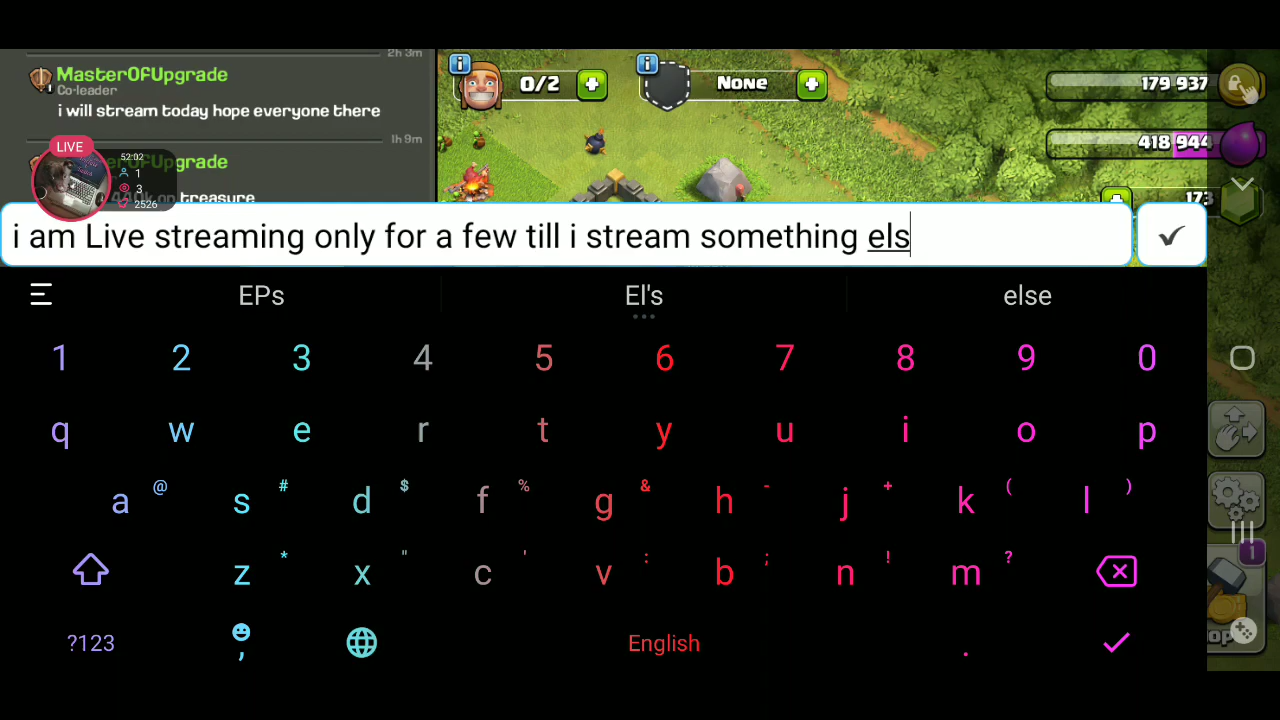 2h 3m
MasterOfUpgrade
Co-leader
i will stream today hope everyone there
1h 9m
LIVE
52:02
1
3
2526
Upgrade
treasure
0/2
None
179 937
418 944
173
i am Live streaming only for a few till i stream something els
EPs El's else
1 2 3 4 5 6 7 8 9 0
q w e r t y u i o p
a @ s # d $ f % g & h - j + k ( l )
z * x " c ' v : b ; n ! m ?
?123 , English .
1
op